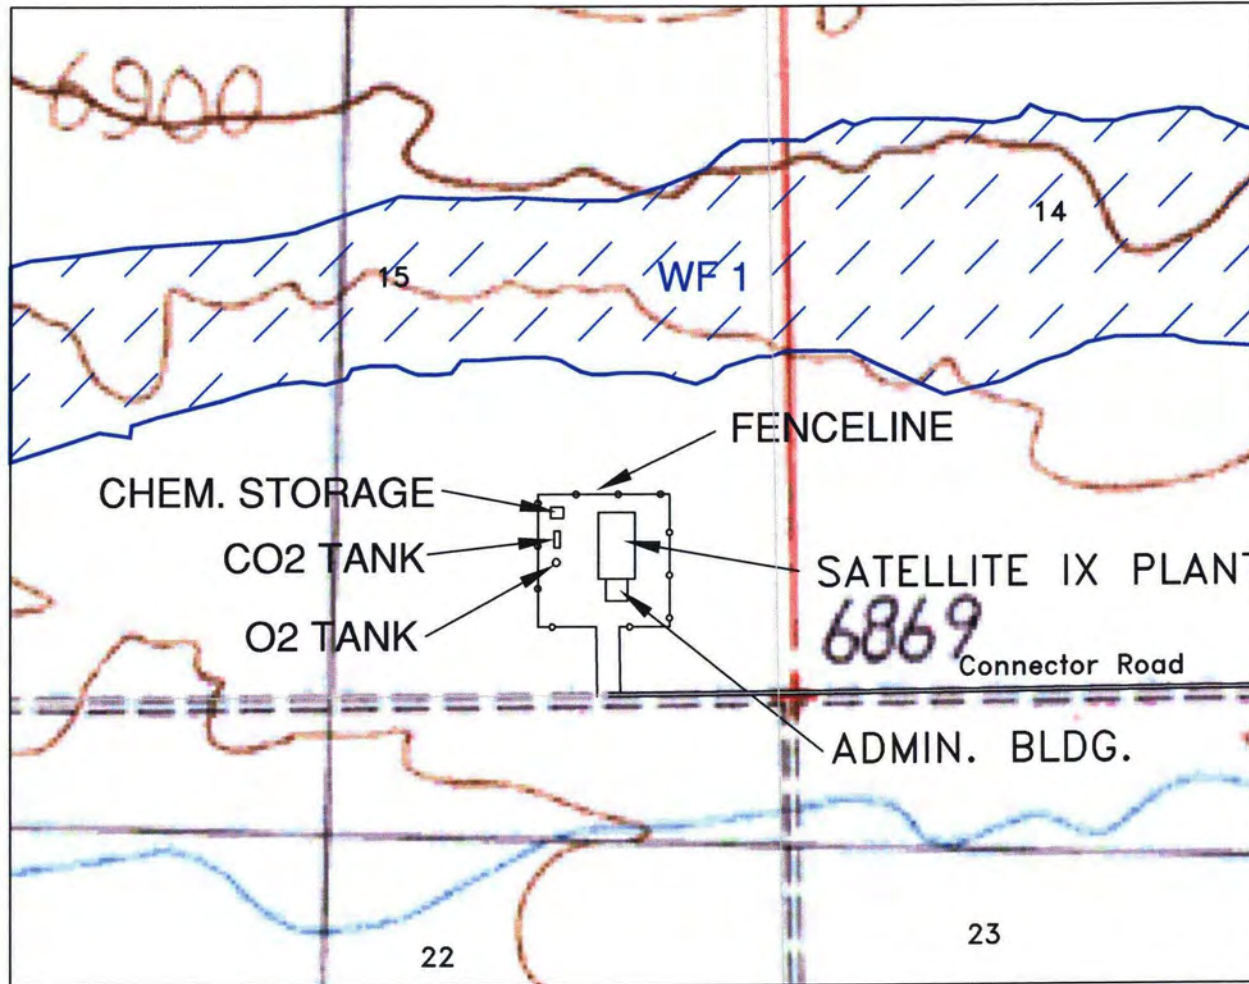 6900
14
15
WF 1
FENCELINE
CHEM. STORAGE
CO2 TANK
SATELLITE IX PLANT
O2 TANK
6869
Connector Road
ADMIN. BLDG.
23
22